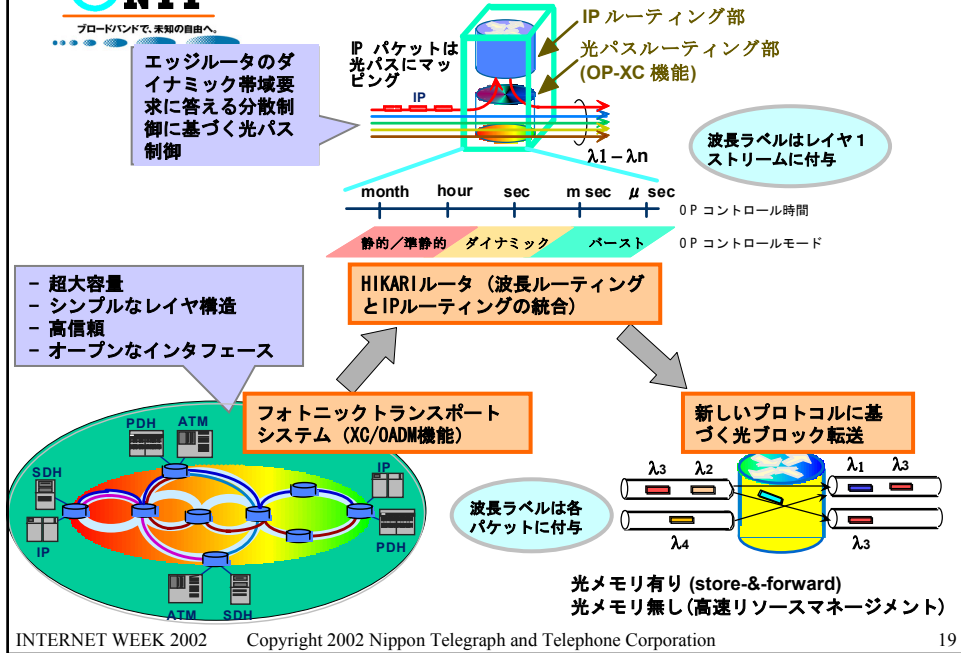 NTT
ブロードバンドで、未知の自由へ。
エッジルータのダ
イナミック帯域要
求に答える分散制
御に基づく光パス
制御
IP パケットは
光パスにマッ
ピング
IP
IP ルーティング部
光パスルーティング部
(OP-XC 機能)
λ1－λn
波長ラベルはレイヤ１
ストリームに付与
month hour sec m sec μ sec
OP コントロール時間
静的／準静的 ダイナミック バースト
OP コントロールモード
HIKARIルータ（波長ルーティング
とIPルーティングの統合）
- 超大容量
- シンプルなレイヤ構造
- 高信頼
- オープンなインタフェース
フォトニックトランスポート
システム（XC/OADM機能）
新しいプロトコルに基
づく光ブロック転送
PDH ATM
SDH
IP
IP
PDH
ATM SDH
波長ラベルは各
パケットに付与
λ3 λ2
λ1 λ3
λ4
λ3
光メモリ有り (store-&-forward)
光メモリ無し(高速リソースマネージメント)
INTERNET WEEK 2002 Copyright 2002 Nippon Telegraph and Telephone Corporation 19